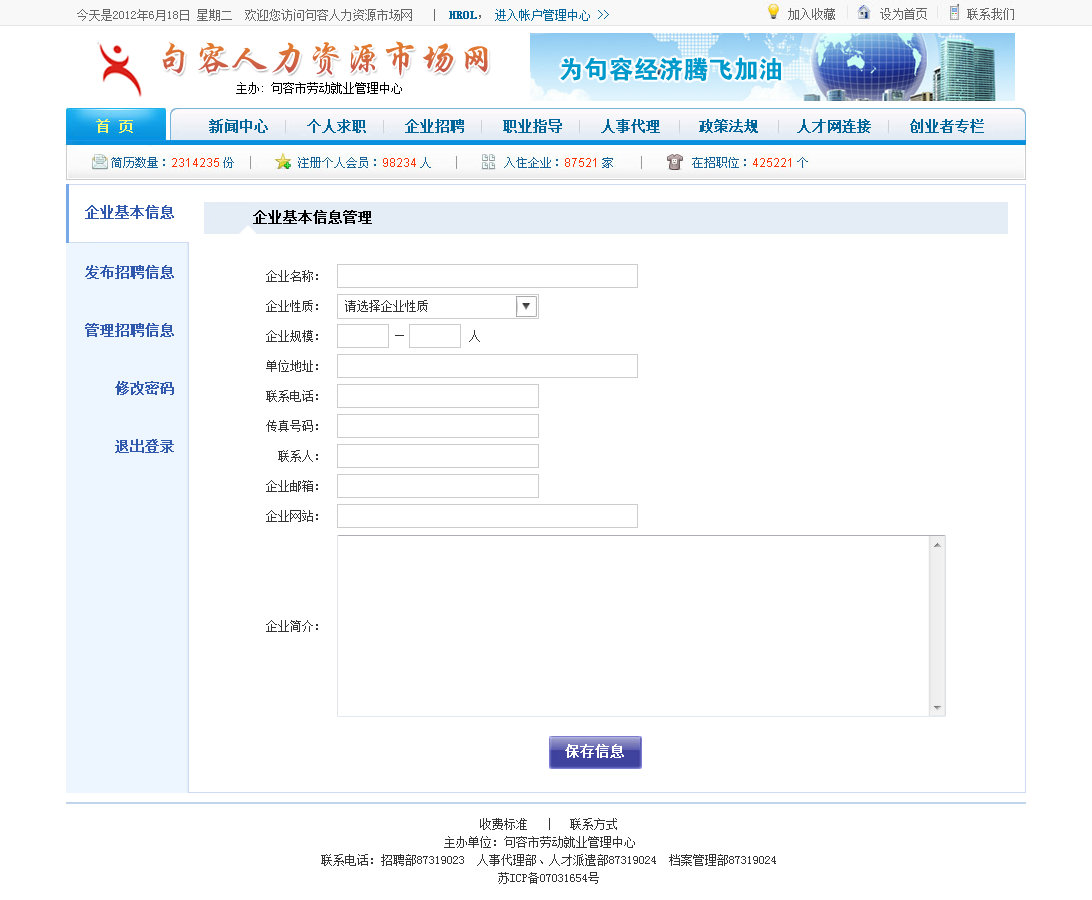 今天是2012年6月18日 星期二 欢迎您访问句容人力资源市场网 | HROL, 进入帐户管理中心 >> 加入收藏 设为首页 联系我们
句容人力资源市场网
主办：句容市劳动就业管理中心
为句容经济腾飞加油
首 页 新闻中心 个人求职 企业招聘 职业指导 人事代理 政策法规 人才网连接 创业者专栏
简历数量：2314235 份 | 注册个人会员：98234 人 | 入住企业：87521 家 | 在招职位：425221 个
企业基本信息
发布招聘信息
管理招聘信息
修改密码
退出登录
企业基本信息管理
企业名称：
企业性质： 请选择企业性质
企业规模： — 人
单位地址：
联系电话：
传真号码：
联系人：
企业邮箱：
企业网站：
企业简介：
保存信息
收费标准 | 联系方式
主办单位：句容市劳动就业管理中心
联系电话：招聘部87319023 人事代理部、人才派遣部87319024 档案管理部87319024
苏ICP备07031654号